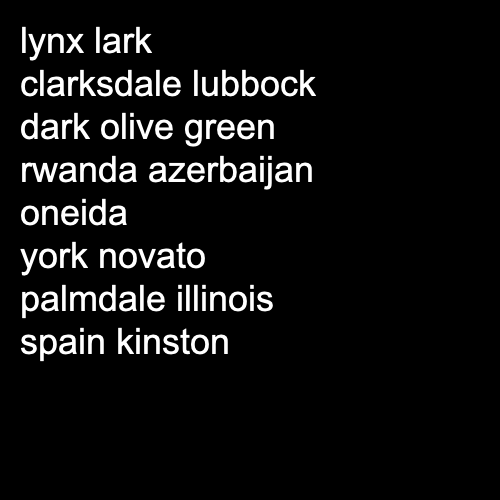 lynx lark
clarksdale lubbock
dark olive green
rwanda azerbaijan
oneida
york novato
palmdale illinois
spain kinston